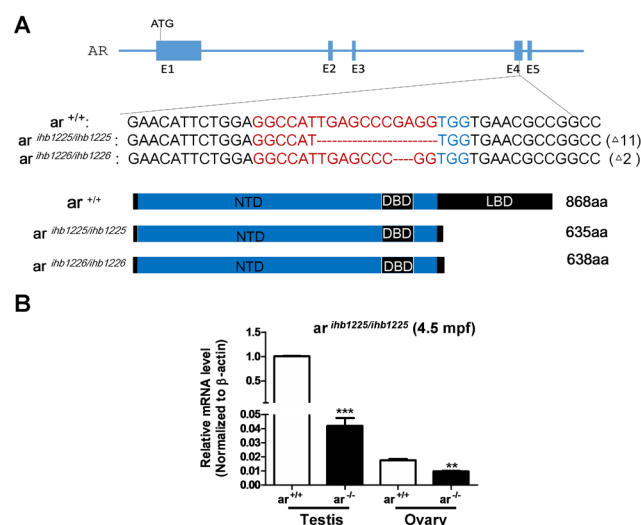 A
ATG
AR
E1 E2 E3 E4 E5
ar +/+: GAACATTCTGGAGGCCATTGAGCCCGAGGTGGTGAACGCCGGCC
ar ihb1225/ihb1225 : GAACATTCTGGAGGCCAT-----------TGGTGAACGCCGGCC (△11)
ar ihb1226/ihb1226 : GAACATTCTGGAGGCCATTGAGCCC--GGTGGTGAACGCCGGCC (△2)
ar +/+ NTD DBD LBD 868aa
ar ihb1225/ihb1225 NTD DBD 635aa
ar ihb1226/ihb1226 NTD DBD 638aa
B
ar ihb1225/ihb1225 (4.5 mpf)
Relative mRNA level
(Normalized to β-actin)
1.5
1.0
0.5
0.05
0.04
0.03
0.02
0.01
0.00
***
**
ar+/+ ar-/- ar+/+ ar-/-
Testis Ovary